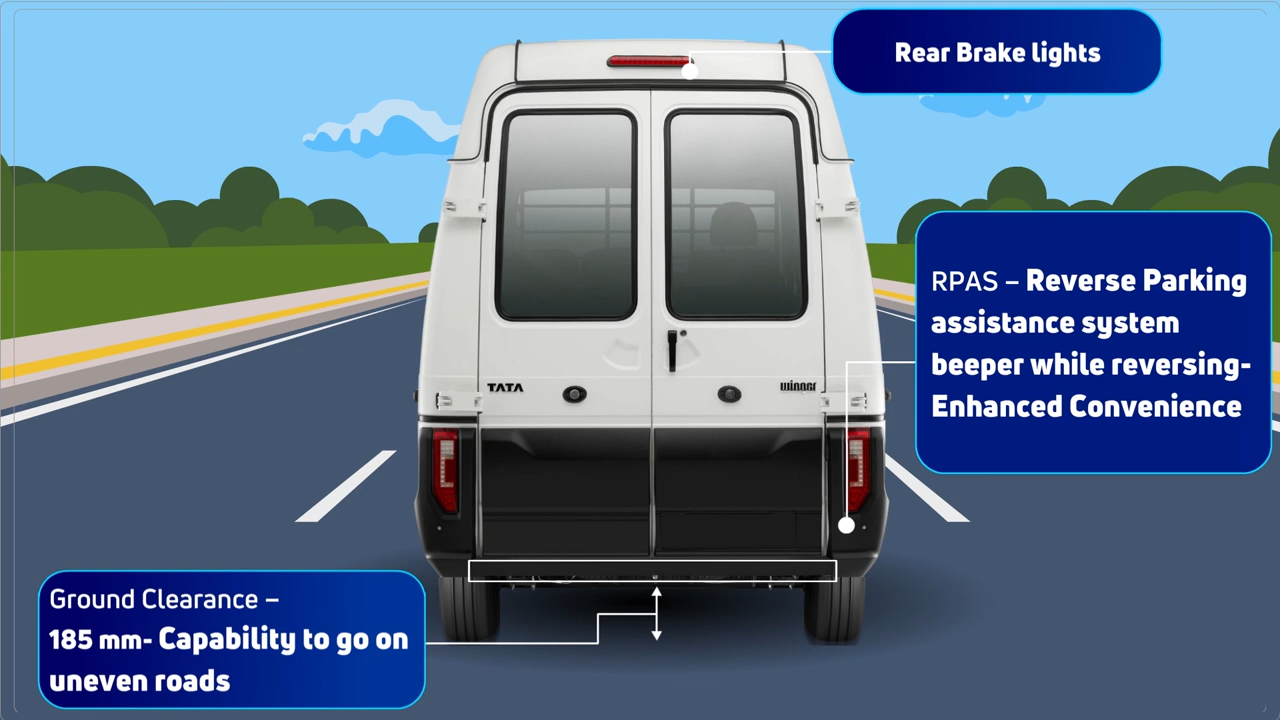 Rear Brake lights
RPAS – Reverse Parking
assistance system
beeper while reversing-
Enhanced Convenience
TATA
winger
Ground Clearance –
185 mm- Capability to go on
uneven roads